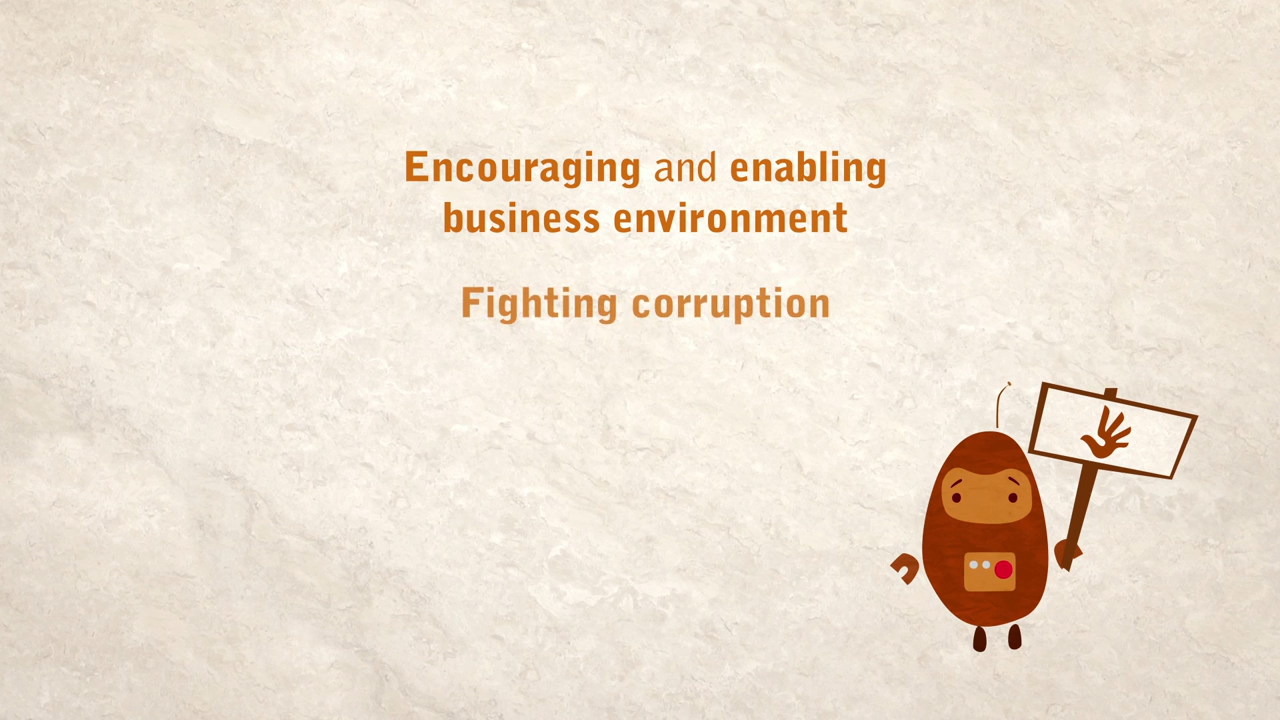 Encouraging and enabling
business environment
Fighting corruption